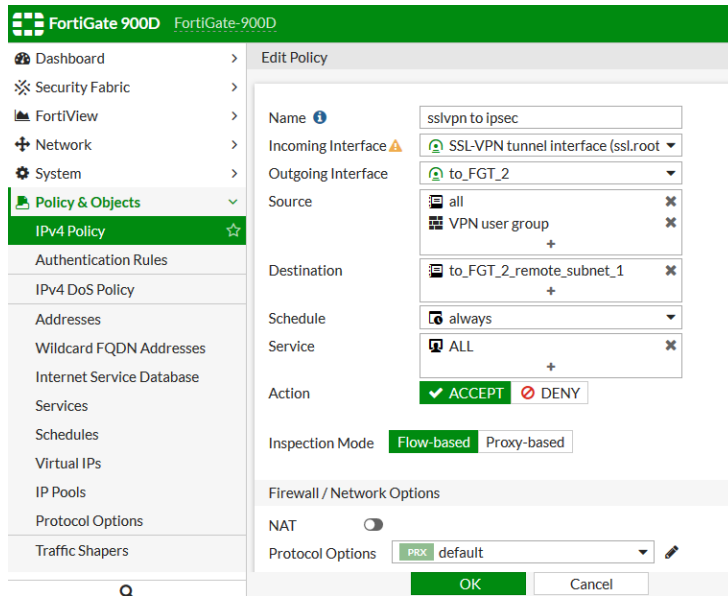 FortiGate 900D FortiGate-900D
Dashboard
Security Fabric
FortiView
Network
System
Policy & Objects
IPv4 Policy
Authentication Rules
IPv4 DoS Policy
Addresses
Wildcard FQDN Addresses
Internet Service Database
Services
Schedules
Virtual IPs
IP Pools
Protocol Options
Traffic Shapers
Edit Policy
Name sslvpn to ipsec
Incoming Interface SSL-VPN tunnel interface (ssl.root
Outgoing Interface to_FGT_2
Source all
VPN user group
+
Destination to_FGT_2_remote_subnet_1
+
Schedule always
Service ALL
+
Action ACCEPT DENY
Inspection Mode Flow-based Proxy-based
Firewall / Network Options
NAT
Protocol Options PRX default
OK Cancel